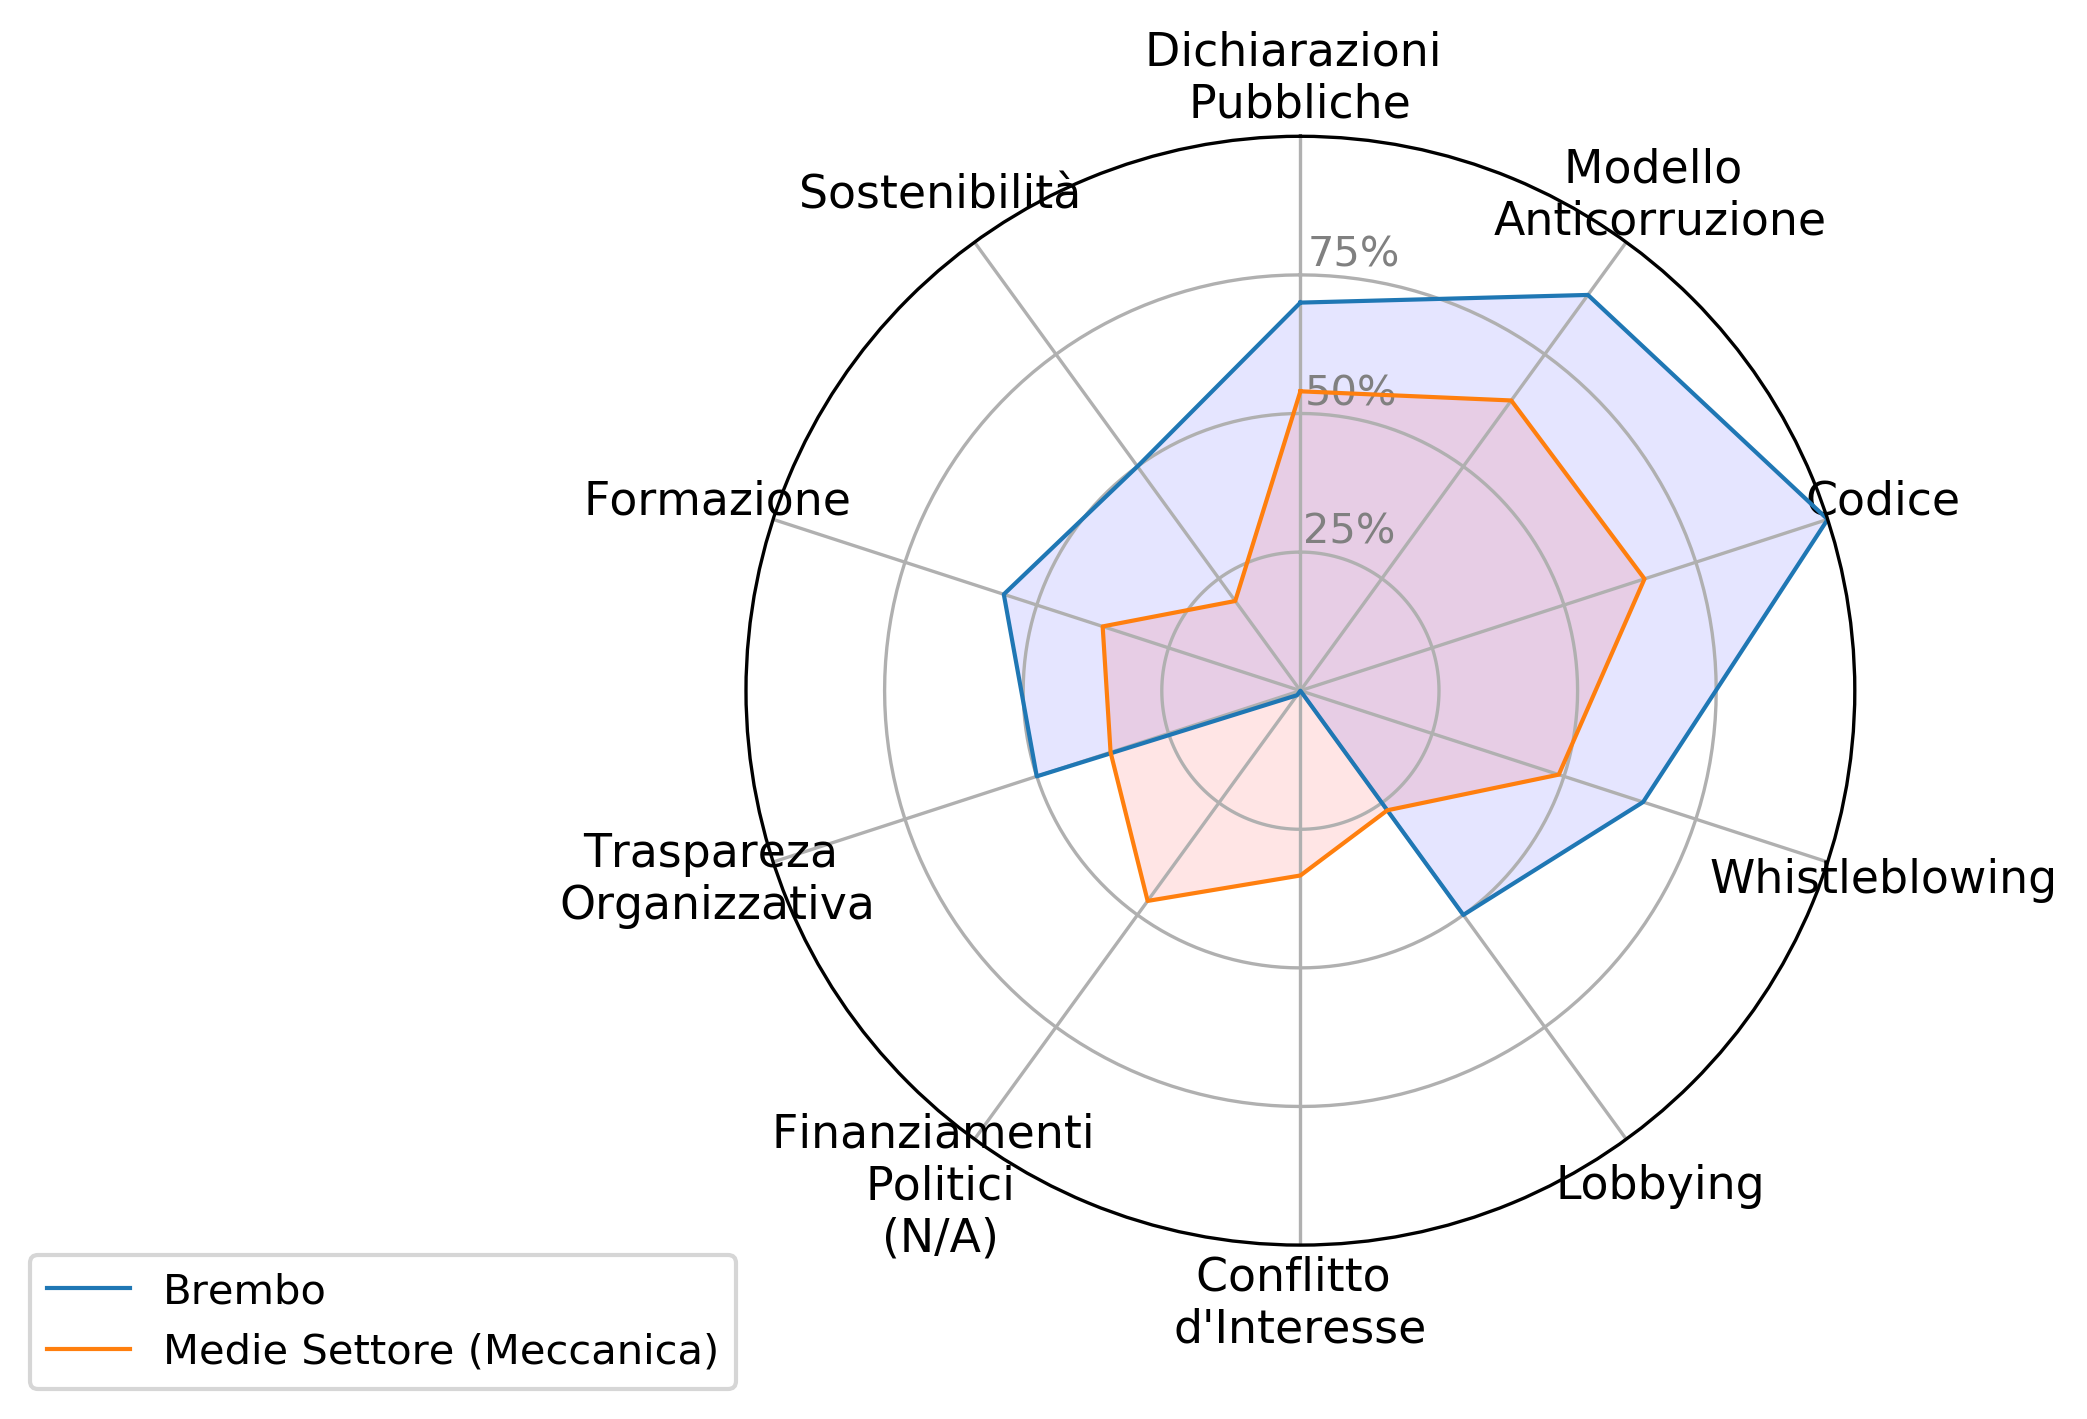 Dichiarazioni
Pubbliche
Modello
Anticorruzione
Sostenibilità
75%
50%
25%
Formazione
Codice
Traspareza
Organizzativa
Whistleblowing
Finanziamenti
Politici
(N/A)
Lobbying
Conflitto
d'Interesse
Brembo
Medie Settore (Meccanica)